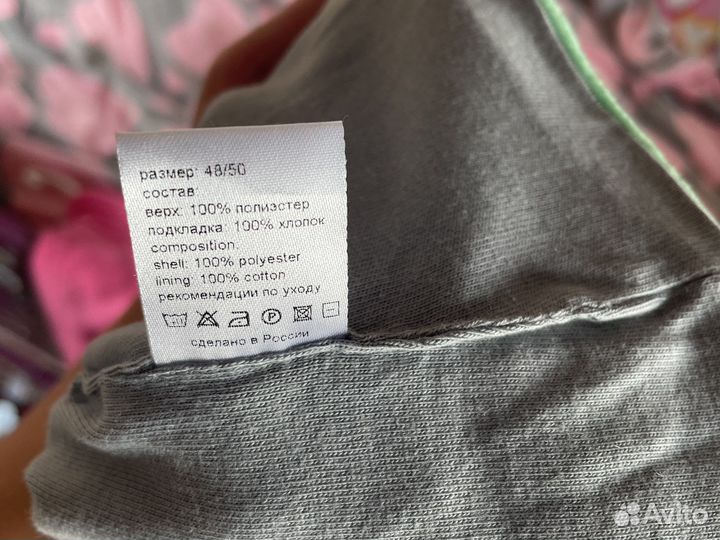 размер: 48/50
состав:
верх: 100% полиэстер
подкладка: 100% хлопок
composition:
shell: 100% polyester
lining: 100% cotton
рекомендации по уходу
сделано в России
Avito